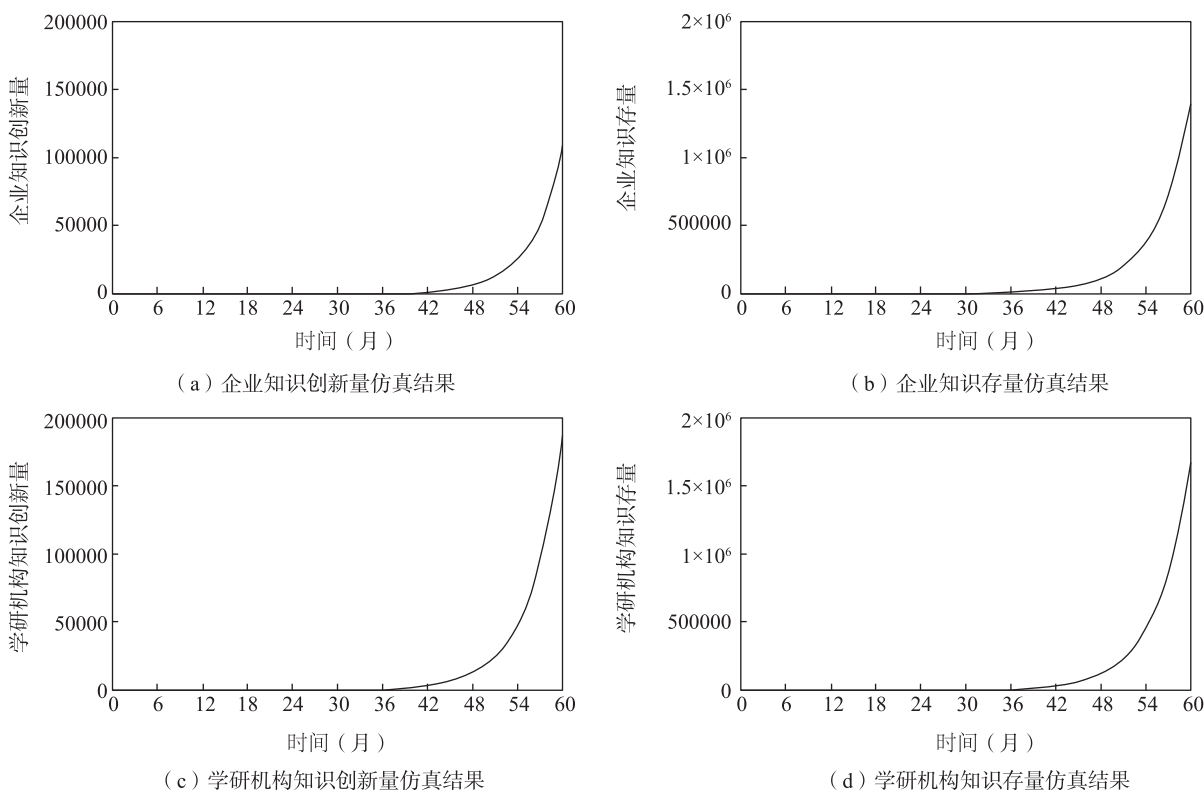 企业知识创新量
200000
150000
100000
50000
0
0 6 12 18 24 30 36 42 48 54 60
时间（月）
（a）企业知识创新量仿真结果
企业知识存量
2×10⁶
1.5×10⁶
1×10⁶
500000
0
0 6 12 18 24 30 36 42 48 54 60
时间（月）
（b）企业知识存量仿真结果
学研机构知识创新量
200000
150000
100000
50000
0
0 6 12 18 24 30 36 42 48 54 60
时间（月）
（c）学研机构知识创新量仿真结果
学研机构知识存量
2×10⁶
1.5×10⁶
1×10⁶
500000
0
0 6 12 18 24 30 36 42 48 54 60
时间（月）
（d）学研机构知识存量仿真结果